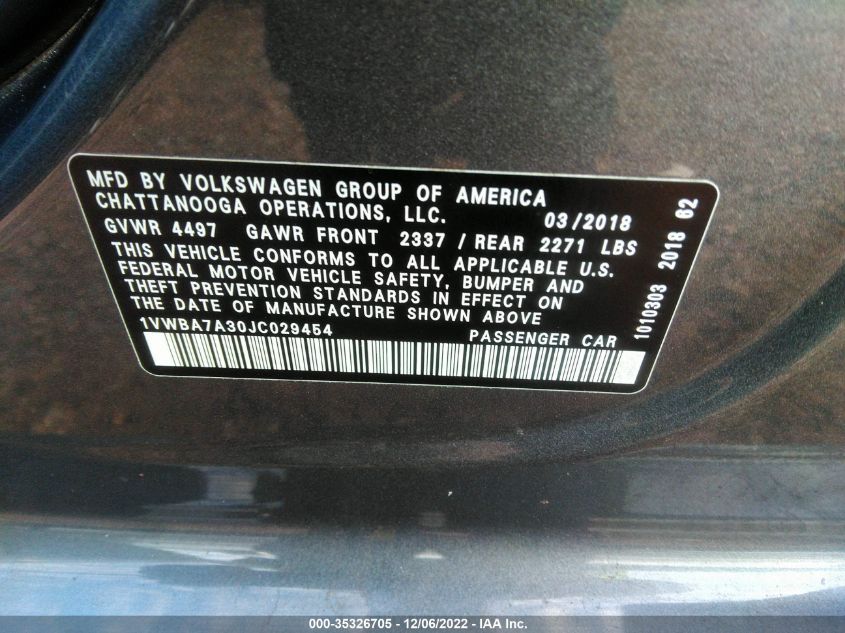 MFD BY VOLKSWAGEN GROUP OF AMERICA
CHATTANOOGA OPERATIONS, LLC. 03/2018
GVWR 4497 GAWR FRONT 2337 / REAR 2271 LBS
THIS VEHICLE CONFORMS TO ALL APPLICABLE U.S.
FEDERAL MOTOR VEHICLE SAFETY, BUMPER AND
THEFT PREVENTION STANDARDS IN EFFECT ON
THE DATE OF MANUFACTURE SHOWN ABOVE
1VWBA7A30JC029454 PASSENGER CAR
1010303 2018 62
000-35326705 - 12/06/2022 - IAA Inc.